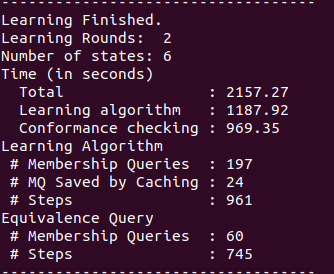 -----------------------------------
Learning Finished.
Learning Rounds:  2
Number of states: 6
Time (in seconds)
  Total                : 2157.27
  Learning algorithm   : 1187.92
  Conformance checking : 969.35
Learning Algorithm
 # Membership Queries  : 197
 # MQ Saved by Caching : 24
 # Steps               : 961
Equivalence Query
 # Membership Queries  : 60
 # Steps               : 745
-----------------------------------